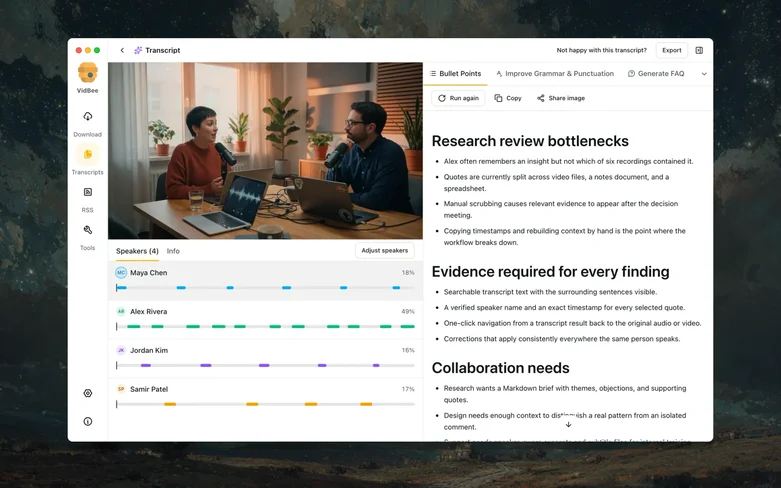 Transcript
Not happy with this transcript?
Export
VidBee
Download
Transcripts
RSS
Tools
Speakers (4)
Info
Adjust speakers
MC
Maya Chen
18%
AR
Alex Rivera
49%
JK
Jordan Kim
16%
SP
Samir Patel
17%
Bullet Points
Improve Grammar & Punctuation
Generate FAQ
Run again
Copy
Share image
Research review bottlenecks
• Alex often remembers an insight but not which of six recordings contained it.
• Quotes are currently split across video files, a notes document, and a
spreadsheet.
• Manual scrubbing causes relevant evidence to appear after the decision
meeting.
• Copying timestamps and rebuilding context by hand is the point where the
workflow breaks down.
Evidence required for every finding
• Searchable transcript text with the surrounding sentences visible.
• A verified speaker name and an exact timestamp for every selected quote.
• One-click navigation from a transcript result back to the original audio or video.
• Corrections that apply consistently everywhere the same person speaks.
Collaboration needs
• Research wants a Markdown brief with themes, objections, and supporting
quotes.
• Design needs enough context to distinguish a real pattern from an isolated
comment.